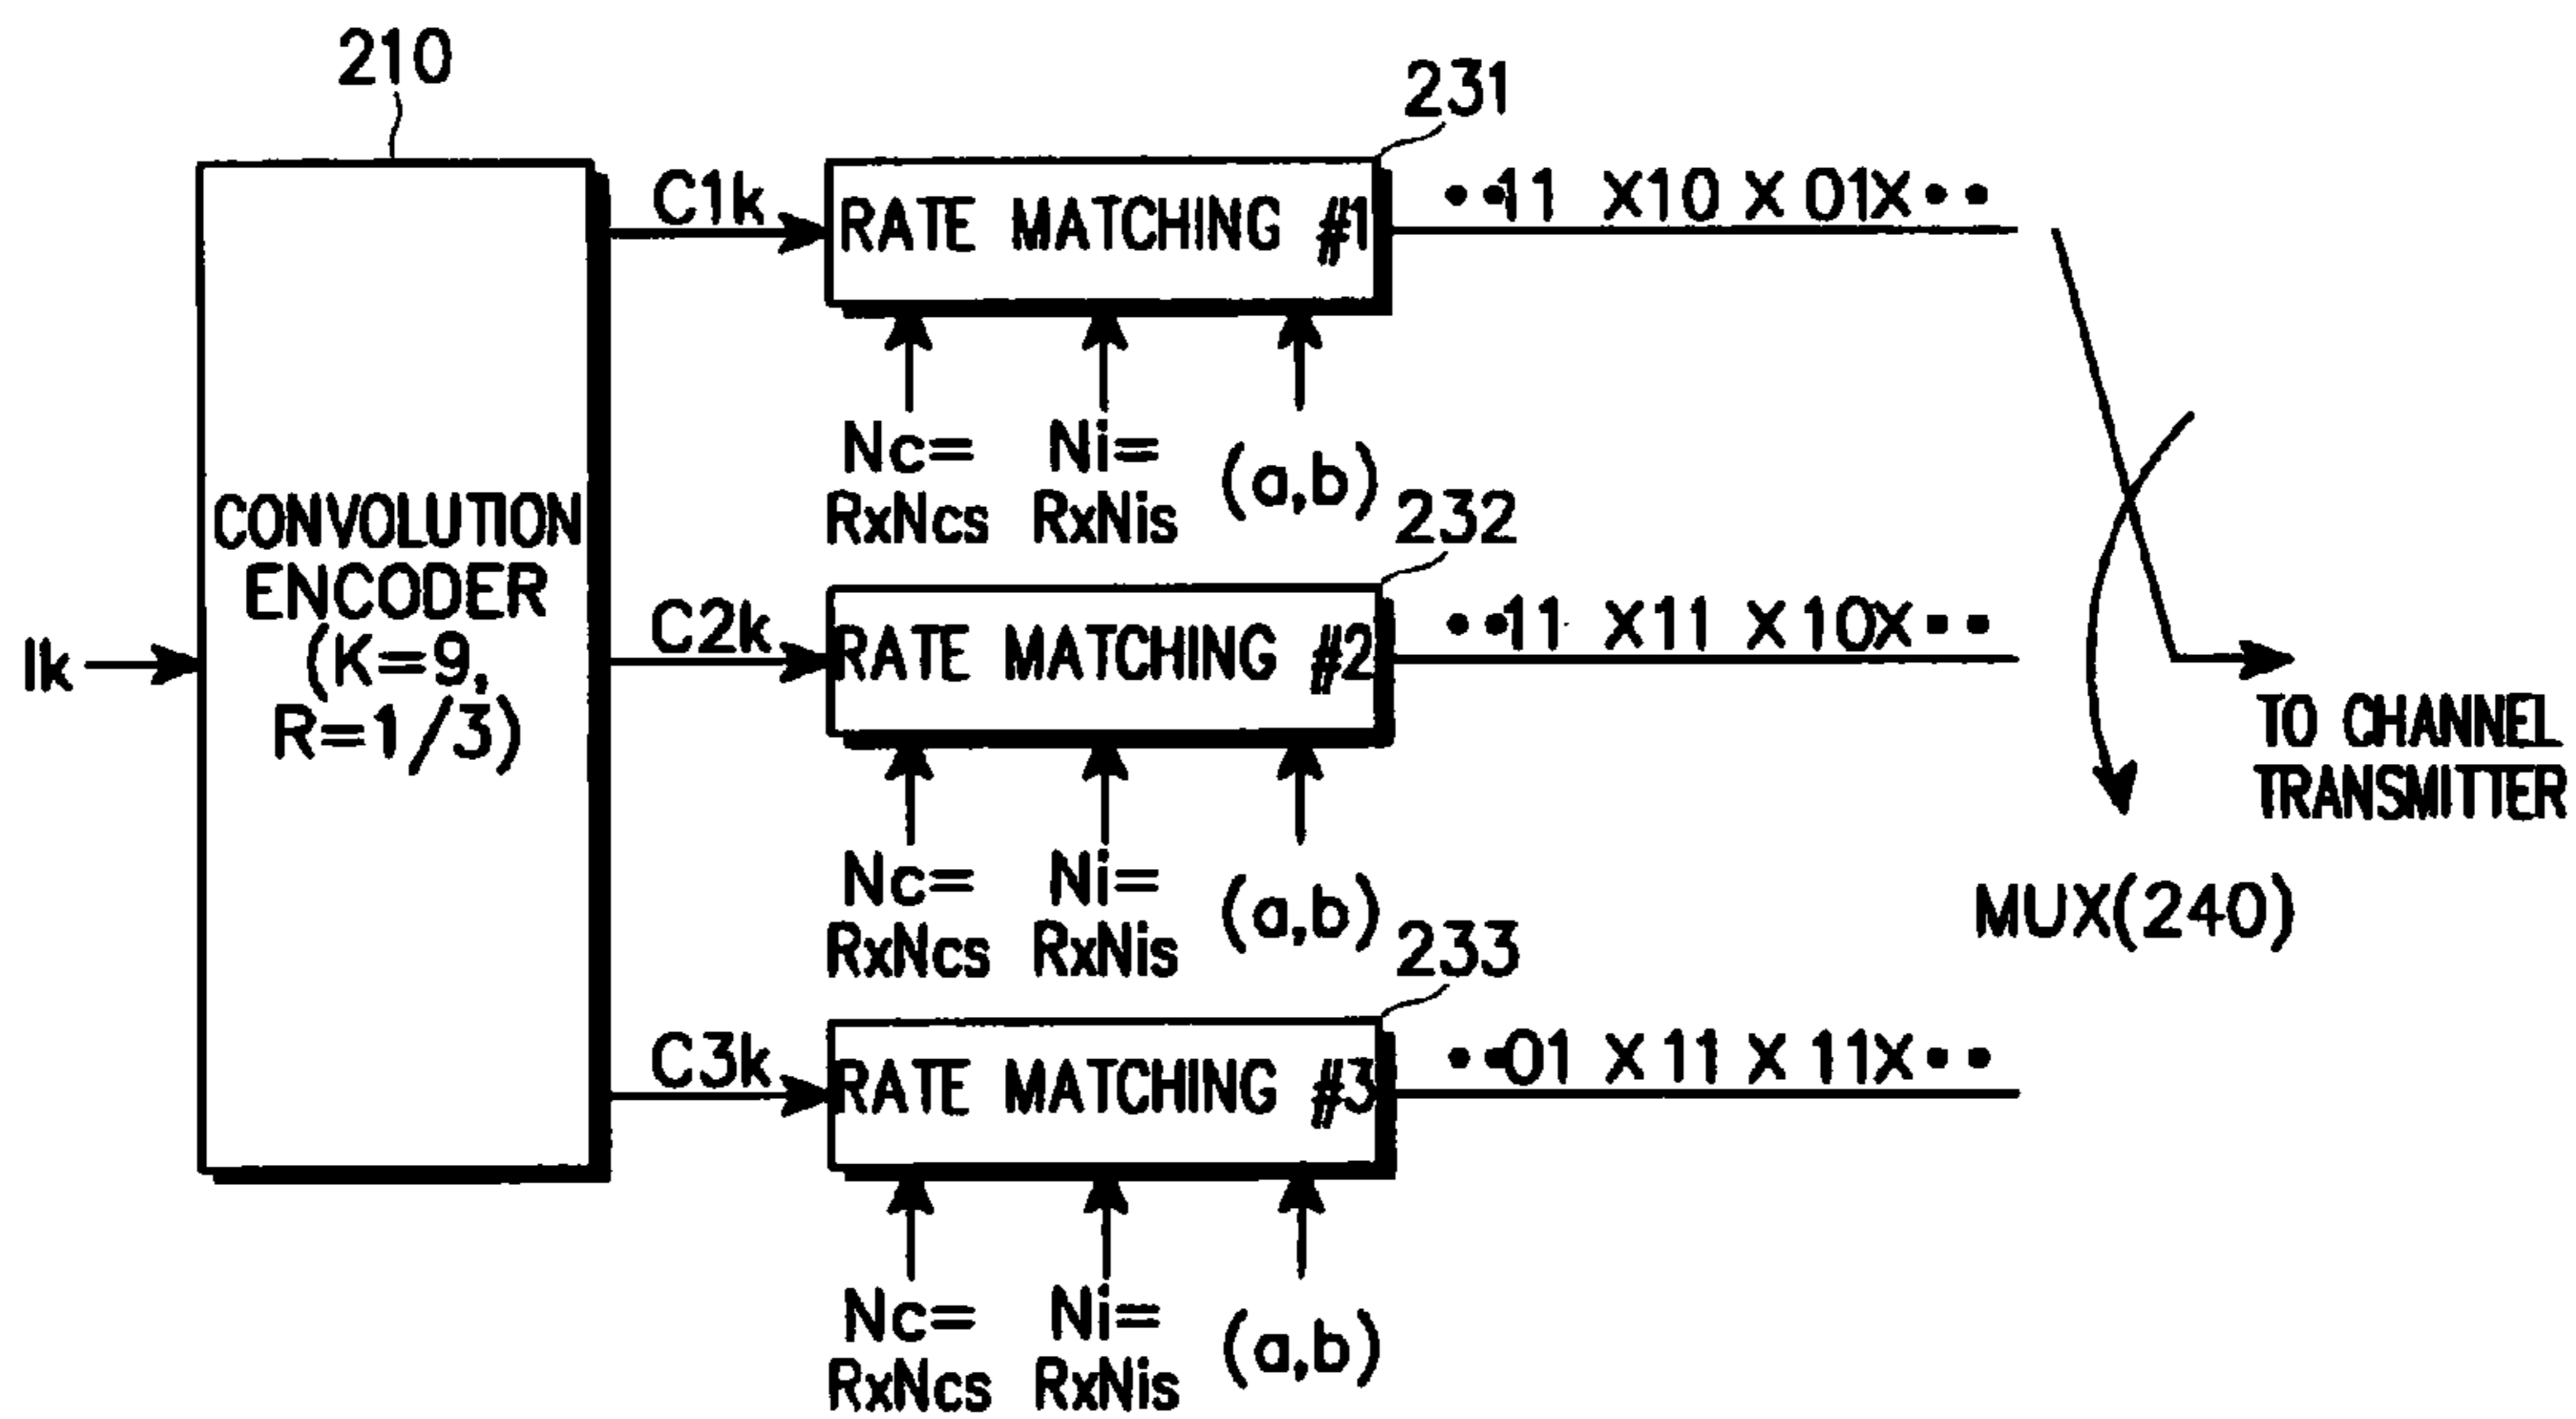 210
231
C1k
RATE MATCHING #1
••11 X10 X 01X••
Nc=
RxNcs
Ni=
RxNis
(a,b)
232
CONVOLUTION
ENCODER
(K=9,
R=1/3)
Ik
C2k
RATE MATCHING #2
••11 X11 X 10X••
TO CHANNEL
TRANSMITTER
MUX(240)
Nc=
RxNcs
Ni=
RxNis
(a,b)
233
C3k
RATE MATCHING #3
••01 X 11 X 11X••
Nc=
RxNcs
Ni=
RxNis
(a,b)